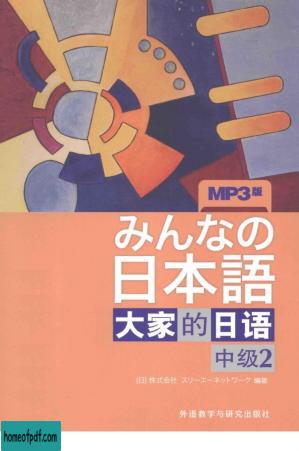 MP3版
みんなの
日本語
大家的日语
中级2
(日) 株式会社 スリーエーネットワーク 编著
外语教学与研究出版社
homeofpdf.com